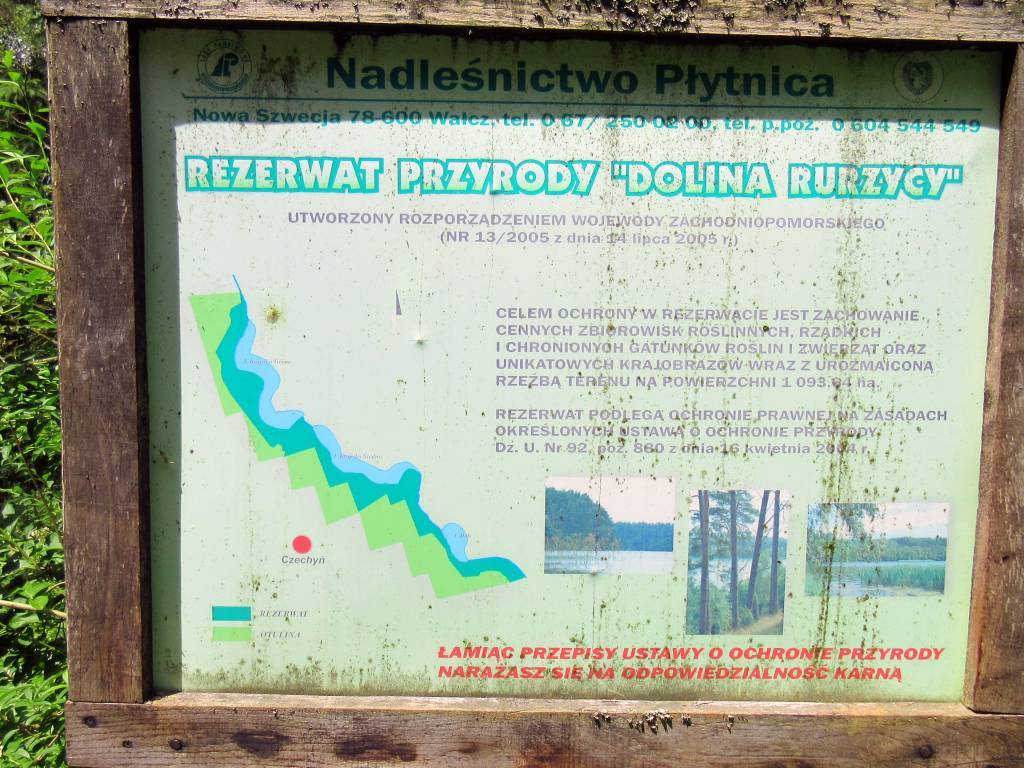 Nadleśnictwo Płytnica
Nowa Szwecja 78-600 Wałcz, tel. 0 67/ 250 02 00, tel. p.poż. 0 604 544 549
REZERWAT PRZYRODY "DOLINA RURZYCY"
UTWORZONY ROZPORZĄDZENIEM WOJEWODY ZACHODNIOPOMORSKIEGO
(NR 13/2005 z dnia 14 lipca 2005 r.)
CELEM OCHRONY W REZERWACIE JEST ZACHOWANIE
CENNYCH ZBIOROWISK ROŚLINNYCH, RZADKICH
I CHRONIONYCH GATUNKÓW ROŚLIN I ZWIERZĄT ORAZ
UNIKATOWYCH KRAJOBRAZÓW WRAZ Z UROZMAICONĄ
RZEŹBĄ TERENU NA POWIERZCHNI 1 093.94 ha.
REZERWAT PODLEGA OCHRONIE PRAWNEJ NA ZASADACH
OKREŚLONYCH USTAWĄ O OCHRONIE PRZYRODY
Dz. U. Nr 92, poz. 880 z dnia 16 kwietnia 2004 r.
Czechyń
REZERWAT
OTULINA
ŁAMIĄC PRZEPISY USTAWY O OCHRONIE PRZYRODY
NARAŻASZ SIĘ NA ODPOWIEDZIALNOŚĆ KARNĄ